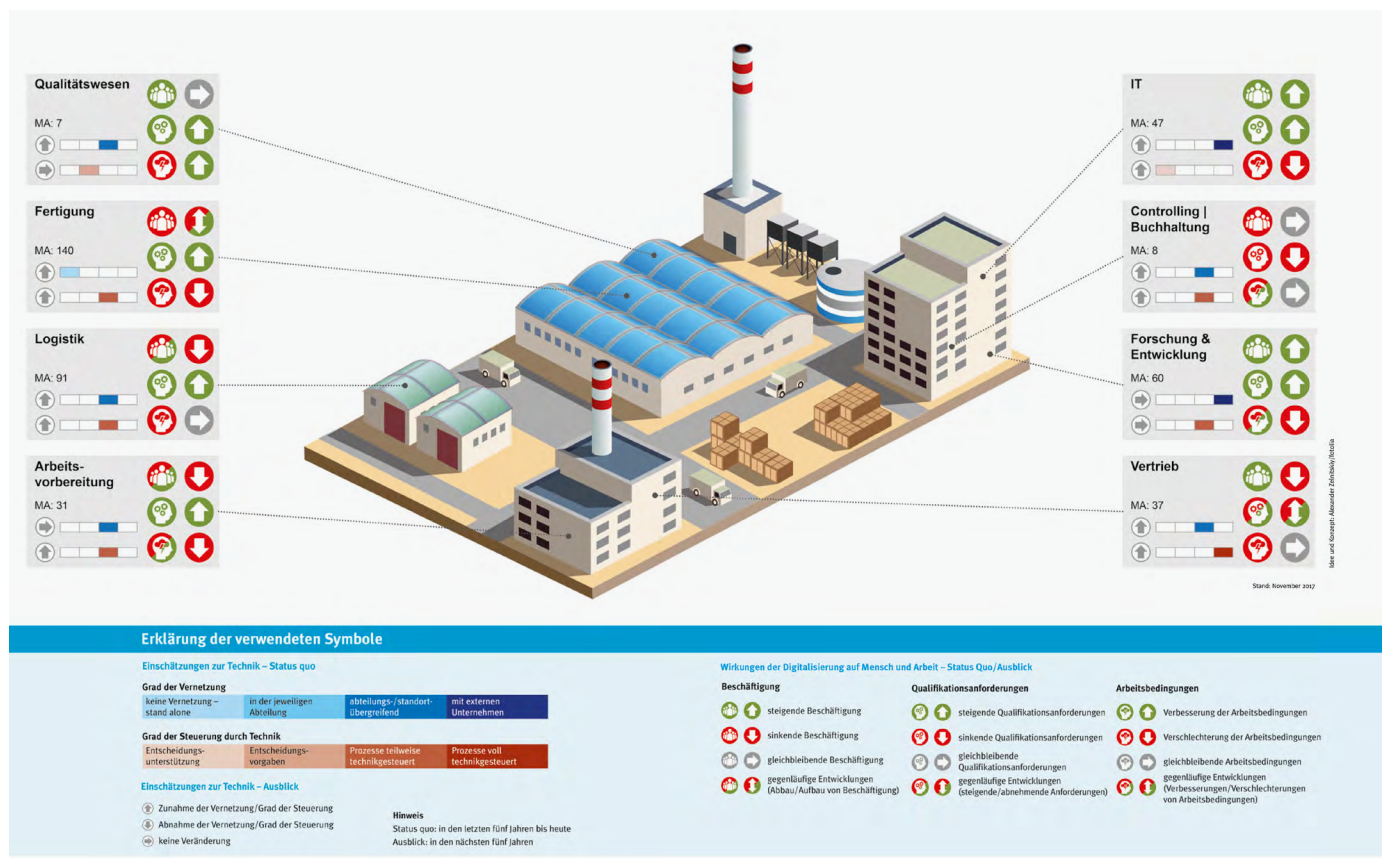 Qualitätswesen
MA: 7
Fertigung
MA: 140
Logistik
MA: 91
Arbeits-
vorbereitung
MA: 31
IT
MA: 47
Controlling |
Buchhaltung
MA: 8
Forschung &
Entwicklung
MA: 60
Vertrieb
MA: 37
Idee und Konzept: Alexander Zelnitskiy/fotolia
Stand: November 2017
Erklärung der verwendeten Symbole
Einschätzungen zur Technik – Status quo
Grad der Vernetzung
keine Vernetzung –
stand alone
in der jeweiligen
Abteilung
abteilungs-/standort-
übergreifend
mit externen
Unternehmen
Grad der Steuerung durch Technik
Entscheidungs-
unterstützung
Entscheidungs-
vorgaben
Prozesse teilweise
technikgesteuert
Prozesse voll
technikgesteuert
Einschätzungen zur Technik – Ausblick
Zunahme der Vernetzung/Grad der Steuerung
Abnahme der Vernetzung/Grad der Steuerung
keine Veränderung
Hinweis
Status quo: in den letzten fünf Jahren bis heute
Ausblick: in den nächsten fünf Jahren
Wirkungen der Digitalisierung auf Mensch und Arbeit – Status Quo/Ausblick
Beschäftigung
steigende Beschäftigung
sinkende Beschäftigung
gleichbleibende Beschäftigung
gegenläufige Entwicklungen
(Abbau/Aufbau von Beschäftigung)
Qualifikationsanforderungen
steigende Qualifikationsanforderungen
sinkende Qualifikationsanforderungen
gleichbleibende
Qualifikationsanforderungen
gegenläufige Entwicklungen
(steigende/abnehmende Anforderungen)
Arbeitsbedingungen
Verbesserung der Arbeitsbedingungen
Verschlechterung der Arbeitsbedingungen
gleichbleibende Arbeitsbedingungen
gegenläufige Entwicklungen
(Verbesserungen/Verschlechterungen
von Arbeitsbedingungen)